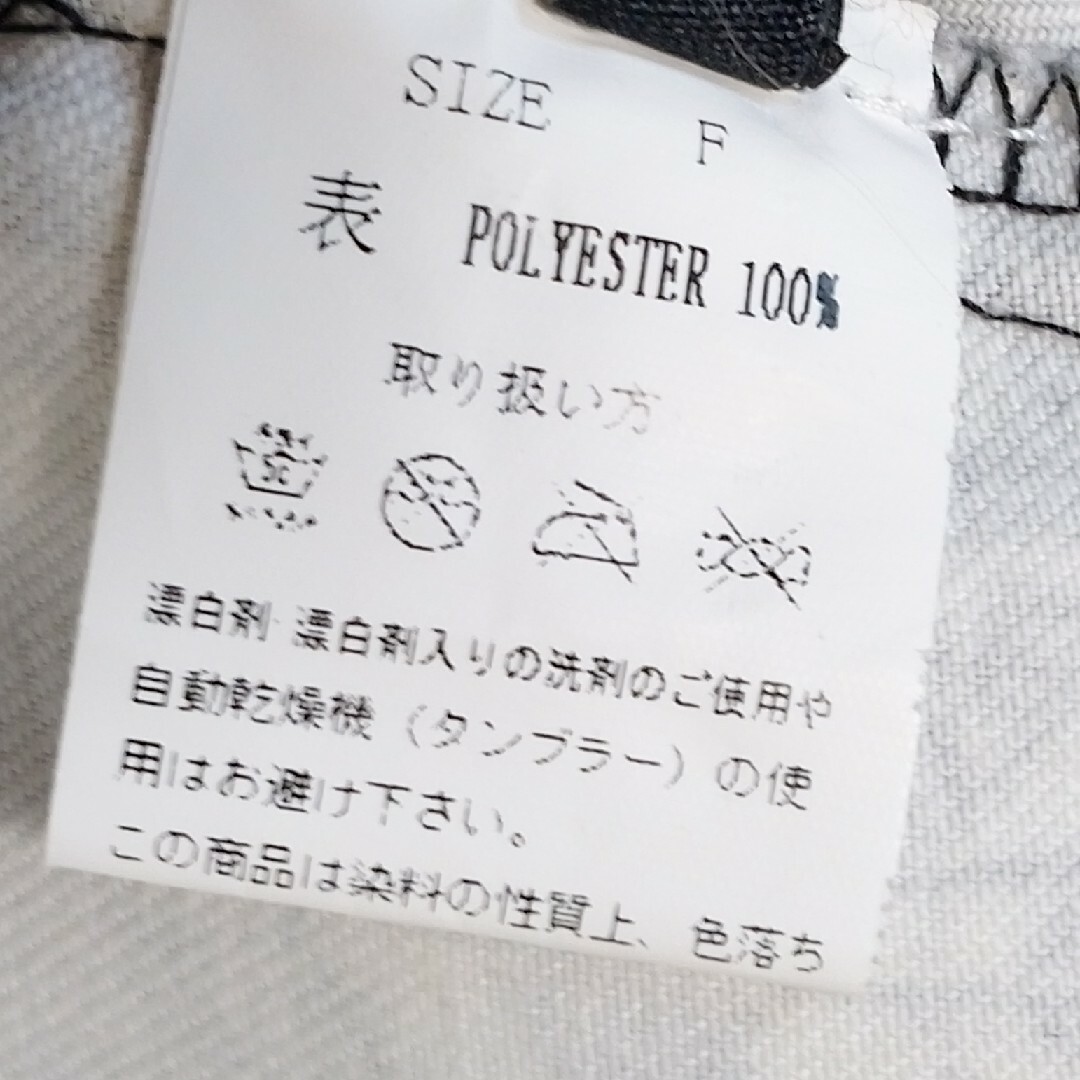 SIZE F
表 POLYESTER 100%
取り扱い方
漂白剤 漂白剤入りの洗剤のご使用や
自動乾燥機（タンブラー）の使
用はお避け下さい。
この商品は染料の性質上、色落ち